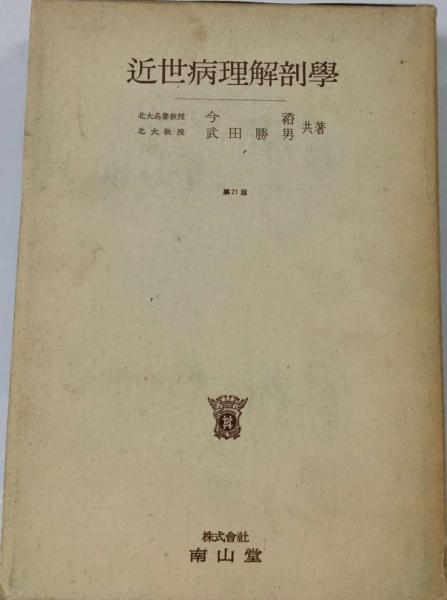 近世病理解剖學
北大名譽教授 今 裕
北大教授 武田勝男 共著
第21版
株式會社
南山堂